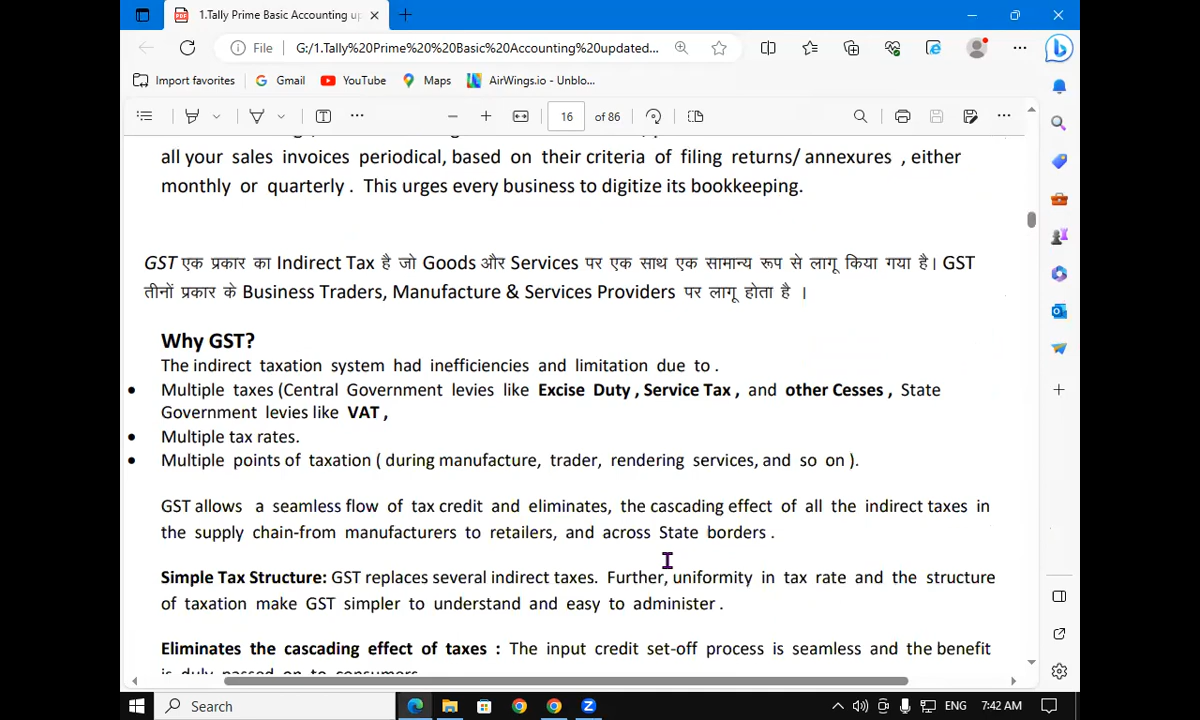 1.Tally Prime Basic Accounting up
File
G:/1.Tally%20Prime%20%20Basic%20Accounting%20updated...
Import favorites
Gmail
YouTube
Maps
AirWings.io - Unblo...
16
of 86
all your sales invoices periodical, based on their criteria of filing returns/ annexures , either
monthly or quarterly . This urges every business to digitize its bookkeeping.
GST एक प्रकार का Indirect Tax है जो Goods और Services पर एक साथ एक सामान्य रूप से लागू किया गया है। GST
तीनों प्रकार के Business Traders, Manufacture & Services Providers पर लागू होता है ।
Why GST?
The indirect taxation system had inefficiencies and limitation due to .
• Multiple taxes (Central Government levies like Excise Duty , Service Tax , and other Cesses , State
Government levies like VAT ,
• Multiple tax rates.
• Multiple points of taxation ( during manufacture, trader, rendering services, and so on ).
GST allows a seamless flow of tax credit and eliminates, the cascading effect of all the indirect taxes in
the supply chain-from manufacturers to retailers, and across State borders .
Simple Tax Structure: GST replaces several indirect taxes. Further, uniformity in tax rate and the structure
of taxation make GST simpler to understand and easy to administer .
Eliminates the cascading effect of taxes : The input credit set-off process is seamless and the benefit
is duly passed on to consumers
Search
ENG
7:42 AM